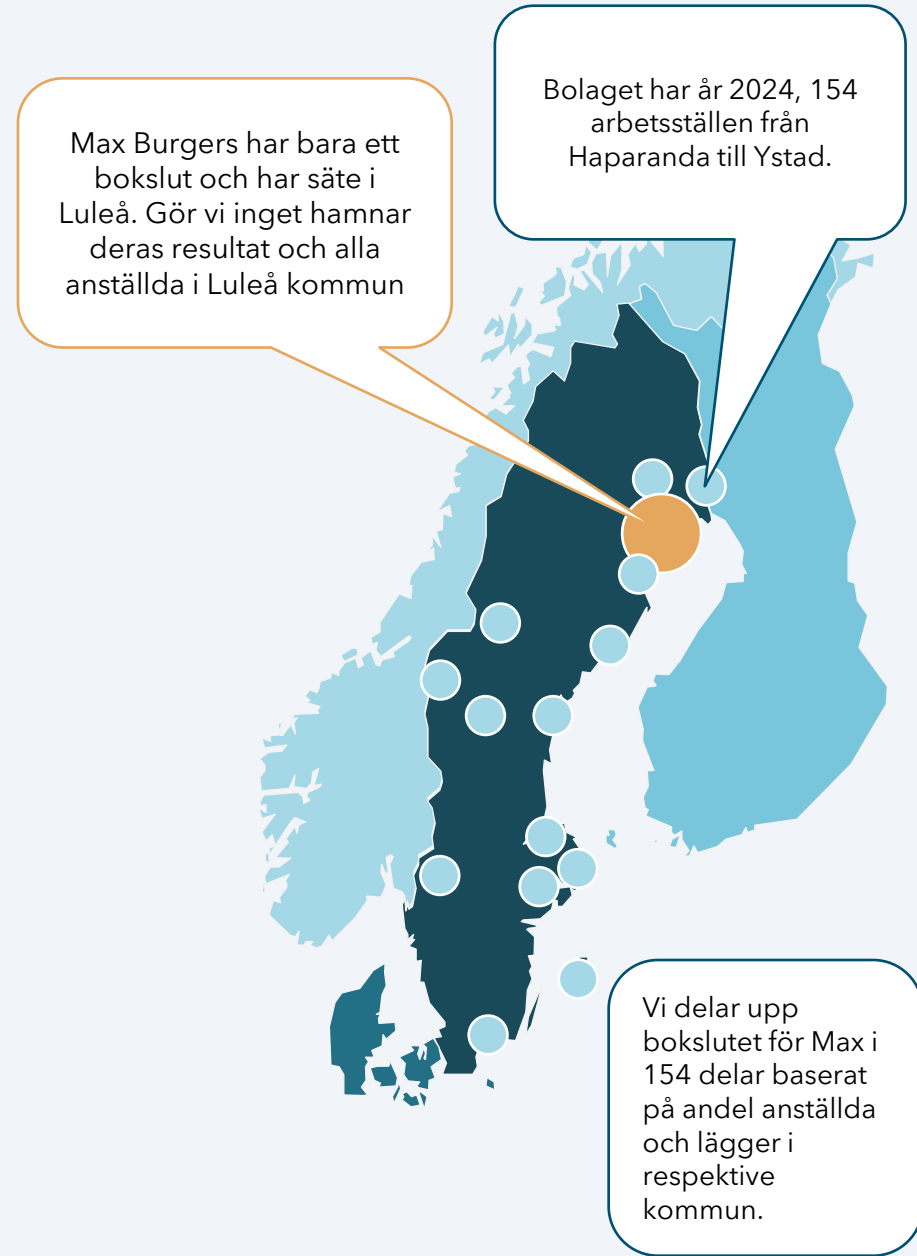 Max Burgers har bara ett
bokslut och har säte i
Luleå. Gör vi inget hamnar
deras resultat och alla
anställda i Luleå kommun
Bolaget har år 2024, 154
arbetsställen från
Haparanda till Ystad.
Vi delar upp
bokslutet för Max i
154 delar baserat
på andel anställda
och lägger i
respektive
kommun.